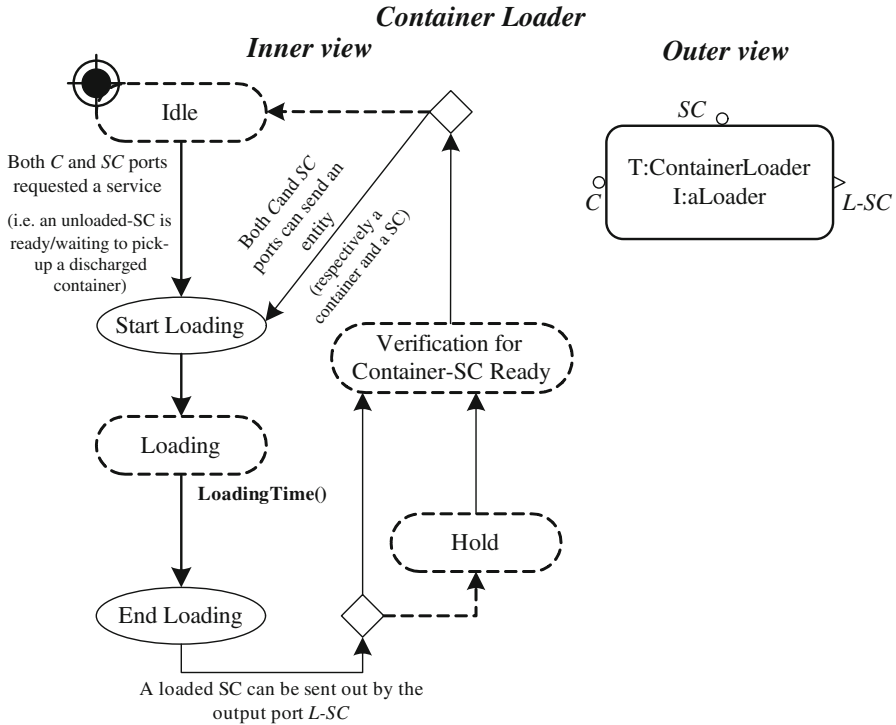 Container Loader
Inner view
Outer view
Idle
Both C and SC ports
requested a service
(i.e. an unloaded-SC is
ready/waiting to pick-
up a discharged
container)
Both Cand SC
ports can send an
entity
(respectively a
container and a SC)
Start Loading
Verification for
Container-SC Ready
Loading
LoadingTime()
Hold
End Loading
A loaded SC can be sent out by the
output port L-SC
SC
T:ContainerLoader
I:aLoader
C
L-SC